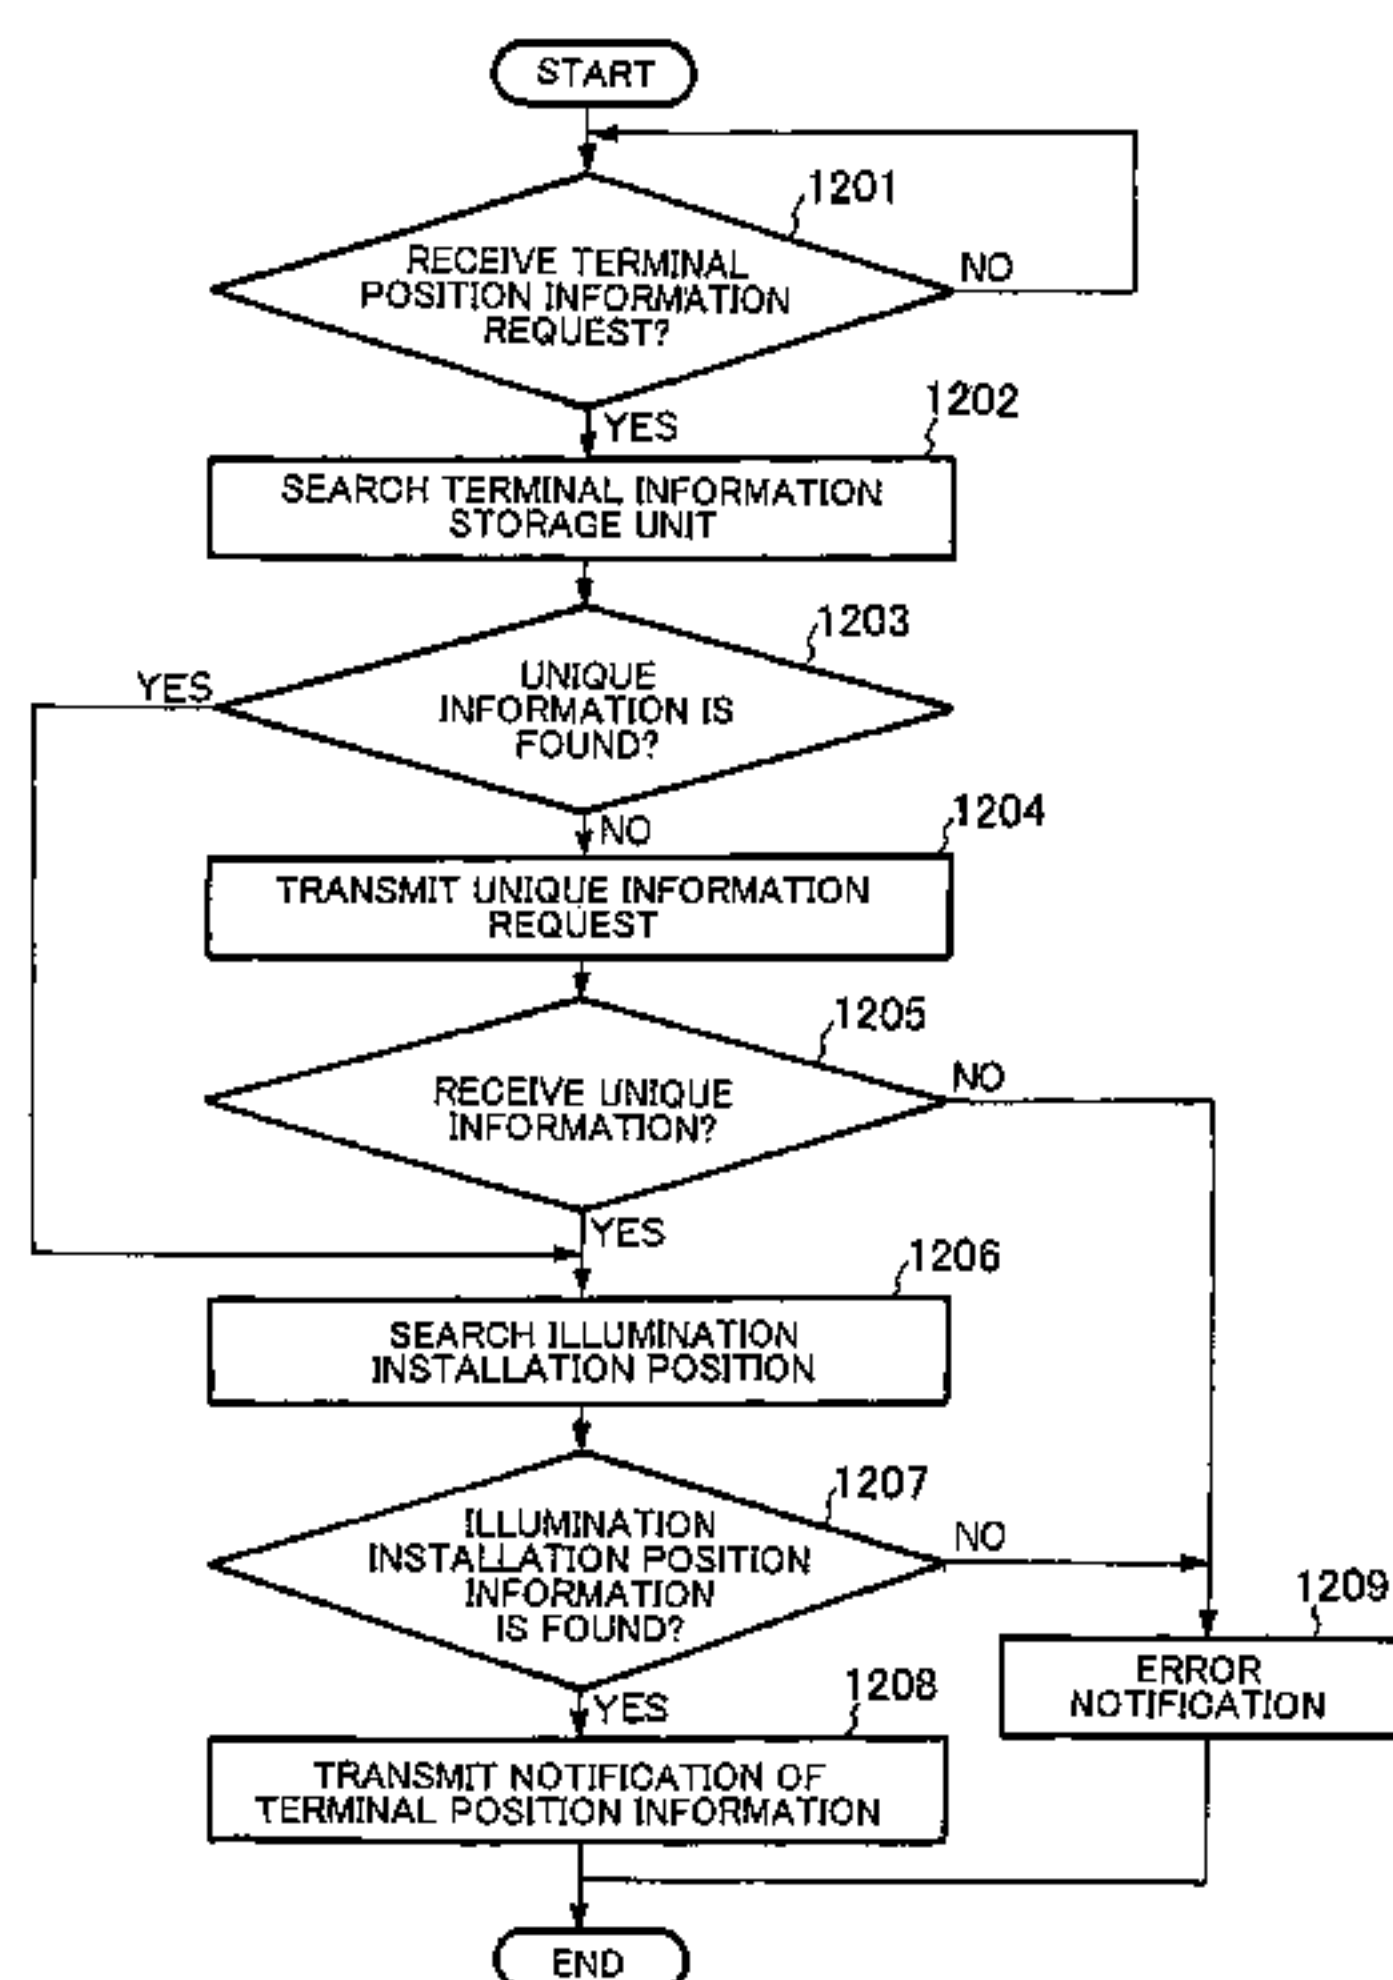 START
1201
RECEIVE TERMINAL
POSITION INFORMATION
REQUEST?
NO
YES
1202
SEARCH TERMINAL INFORMATION
STORAGE UNIT
1203
YES
UNIQUE
INFORMATION IS
FOUND?
NO
1204
TRANSMIT UNIQUE INFORMATION
REQUEST
1205
RECEIVE UNIQUE
INFORMATION?
NO
YES
1206
SEARCH ILLUMINATION
INSTALLATION POSITION
1207
ILLUMINATION
INSTALLATION POSITION
INFORMATION
IS FOUND?
NO
1209
ERROR
NOTIFICATION
YES
1208
TRANSMIT NOTIFICATION OF
TERMINAL POSITION INFORMATION
END